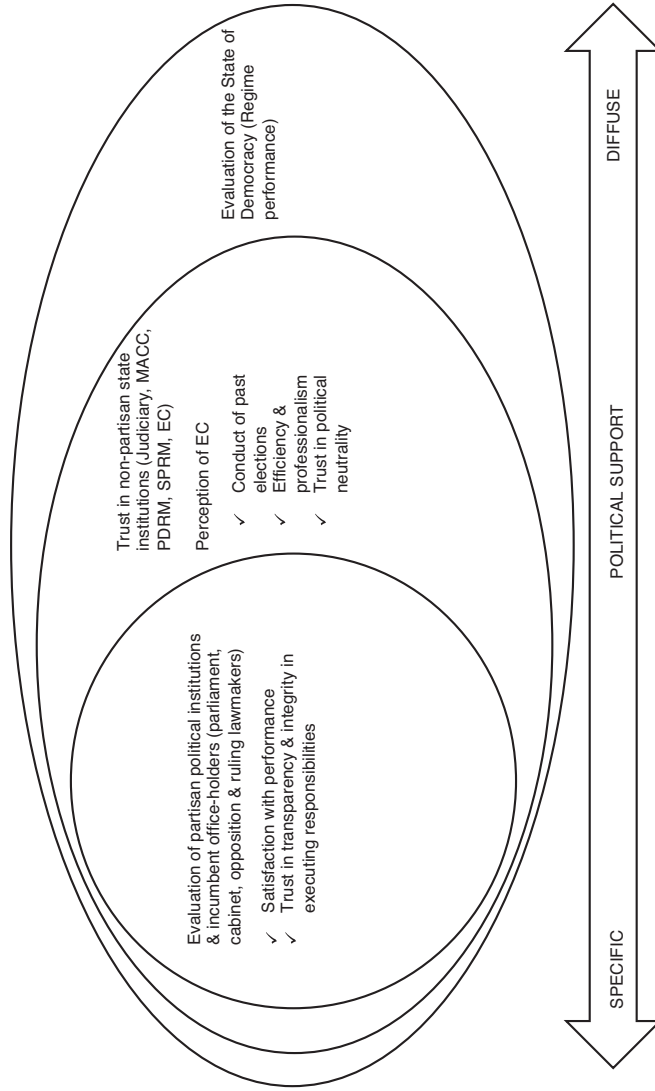 Evaluation of partisan political institutions
& incumbent office-holders (parliament,
cabinet, opposition & ruling lawmakers)
✓ Satisfaction with performance
✓ Trust in transparency & integrity in
executing responsibilities
Trust in non-partisan state
institutions (Judiciary, MACC,
PDRM, SPRM, EC)
Perception of EC
✓ Conduct of past
elections
✓ Efficiency &
professionalism
✓ Trust in political
neutrality
Evaluation of the State of
Democracy (Regime
performance)
SPECIFIC
POLITICAL SUPPORT
DIFFUSE